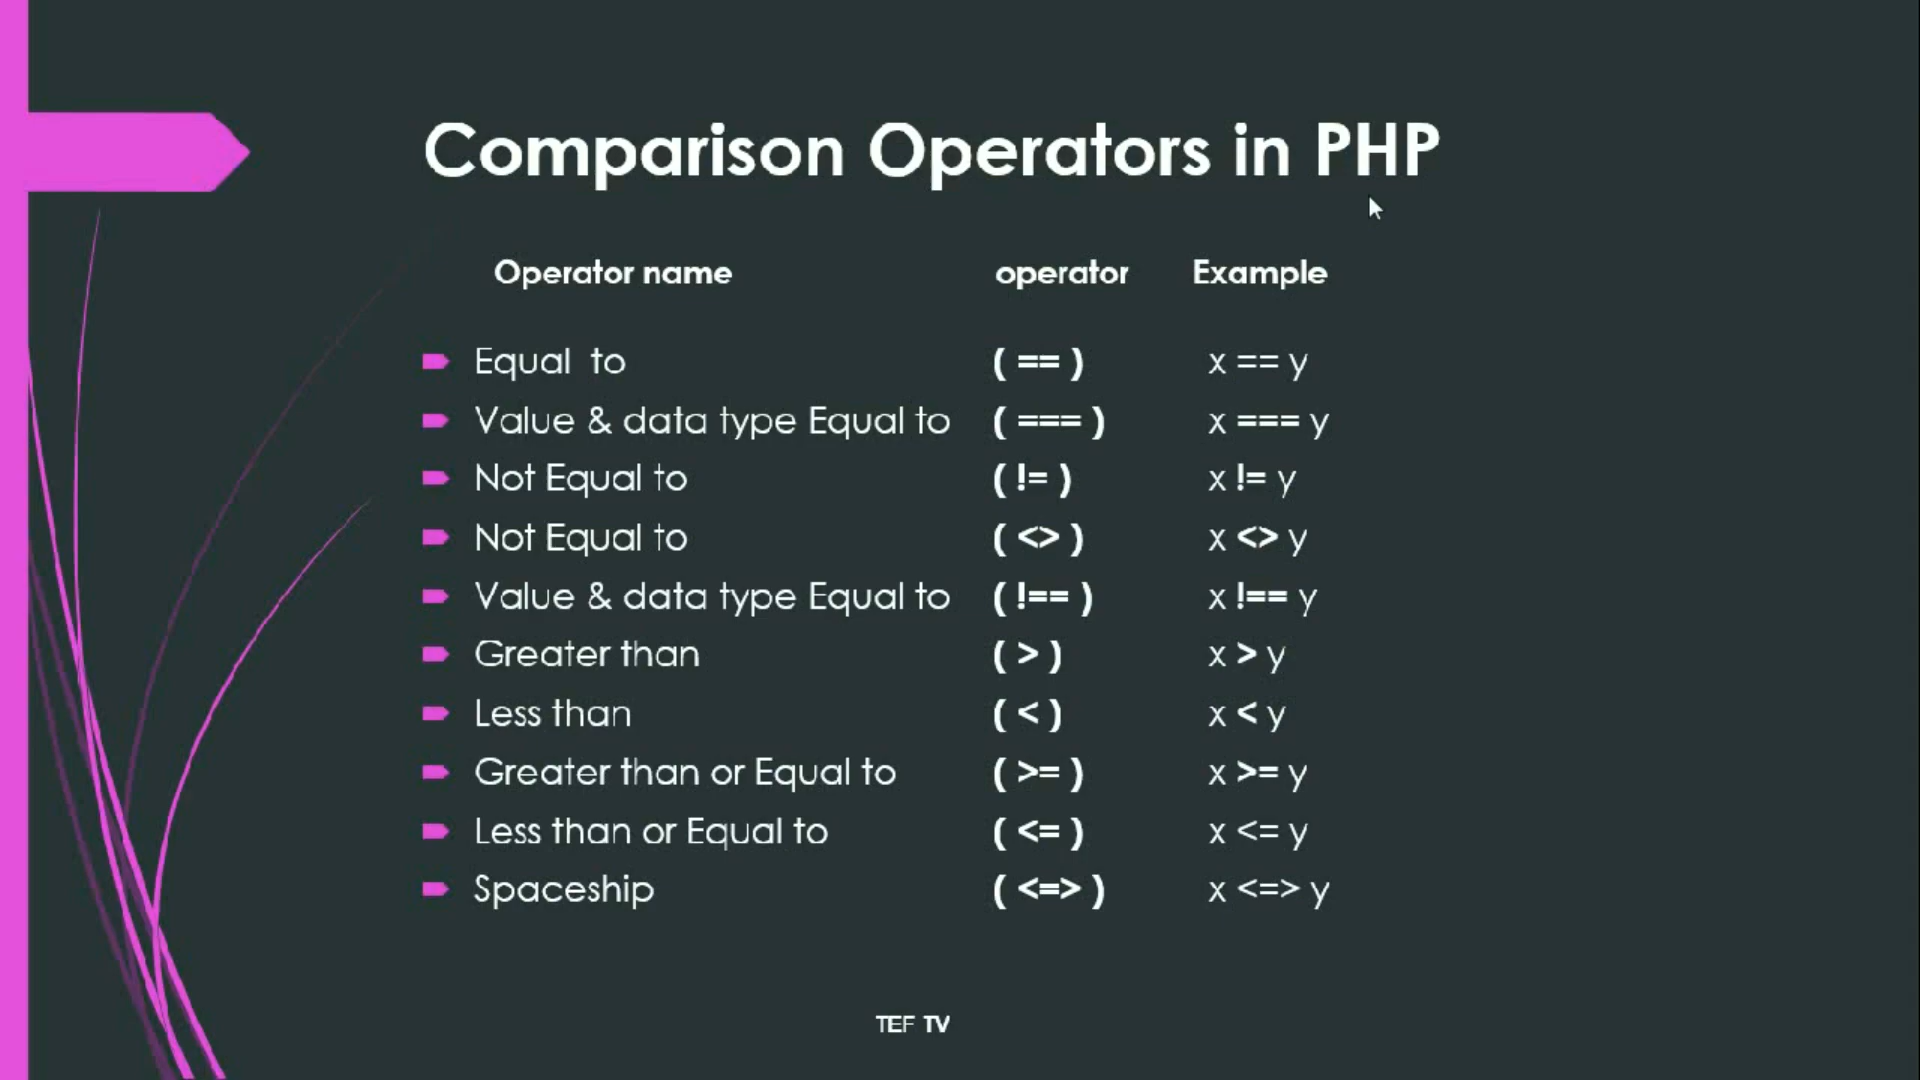 Comparison Operators in PHP
Operator name operator Example
Equal to ( == ) x == y
Value & data type Equal to ( === ) x === y
Not Equal to ( != ) x != y
Not Equal to ( <> ) x <> y
Value & data type Equal to ( !== ) x !== y
Greater than ( > ) x > y
Less than ( < ) x < y
Greater than or Equal to ( >= ) x >= y
Less than or Equal to ( <= ) x <= y
Spaceship ( <=> ) x <=> y
TEF TV